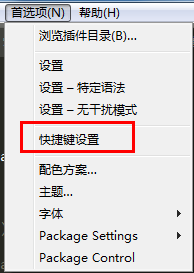 首选项(N) 帮助(H)
浏览插件目录(B)...
设置
设置 – 特定语法
设置 – 无干扰模式
快捷键设置
配色方案...
主题...
字体
Package Settings
Package Control